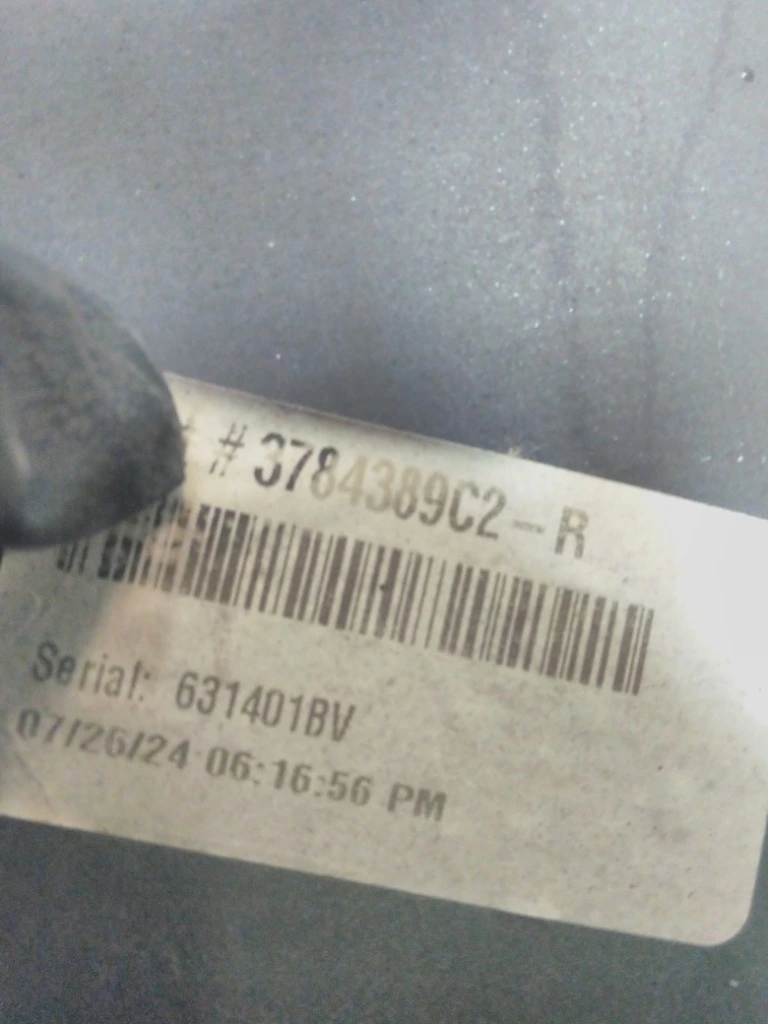 #3784389C2-R
Serial: 631401BV
07/26/24 06:16:56 PM